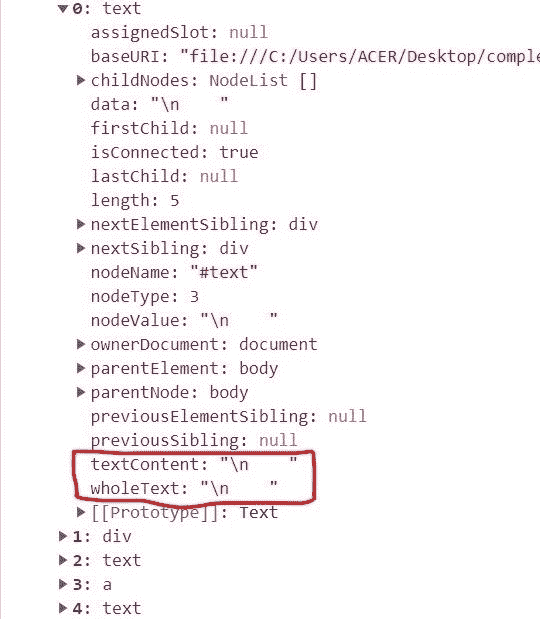 0: text
assignedSlot: null
baseURI: "file:///C:/Users/ACER/Desktop/comple
childNodes: NodeList []
data: "\n    "
firstChild: null
isConnected: true
lastChild: null
length: 5
nextElementSibling: div
nextSibling: div
nodeName: "#text"
nodeType: 3
nodeValue: "\n    "
ownerDocument: document
parentElement: body
parentNode: body
previousElementSibling: null
previousSibling: null
textContent: "\n    "
wholeText: "\n    "
[[Prototype]]: Text
1: div
2: text
3: a
4: text